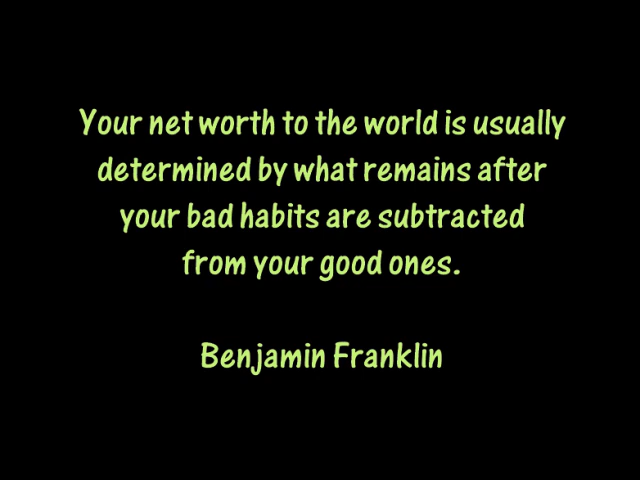 Your net worth to the world is usually
determined by what remains after
your bad habits are subtracted
from your good ones.
Benjamin Franklin